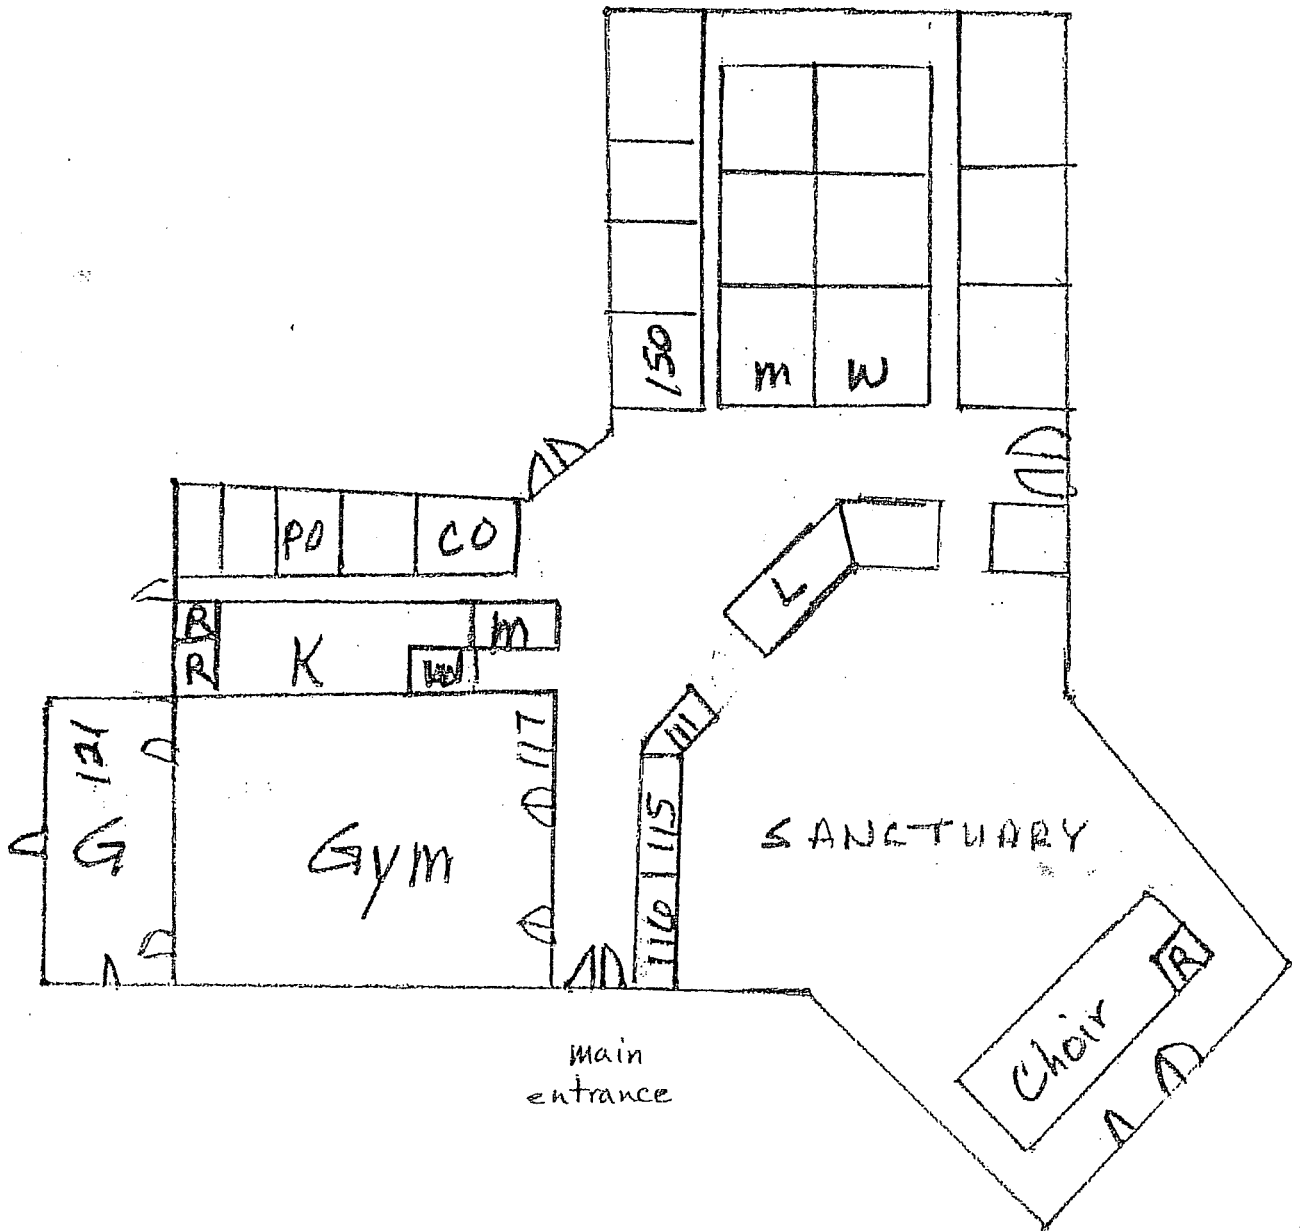 150
m
W
PO
CO
R
K
m
R
W
L
111
121
117
G
Gym
115
116
SANCTUARY
R
Choir
main
entrance